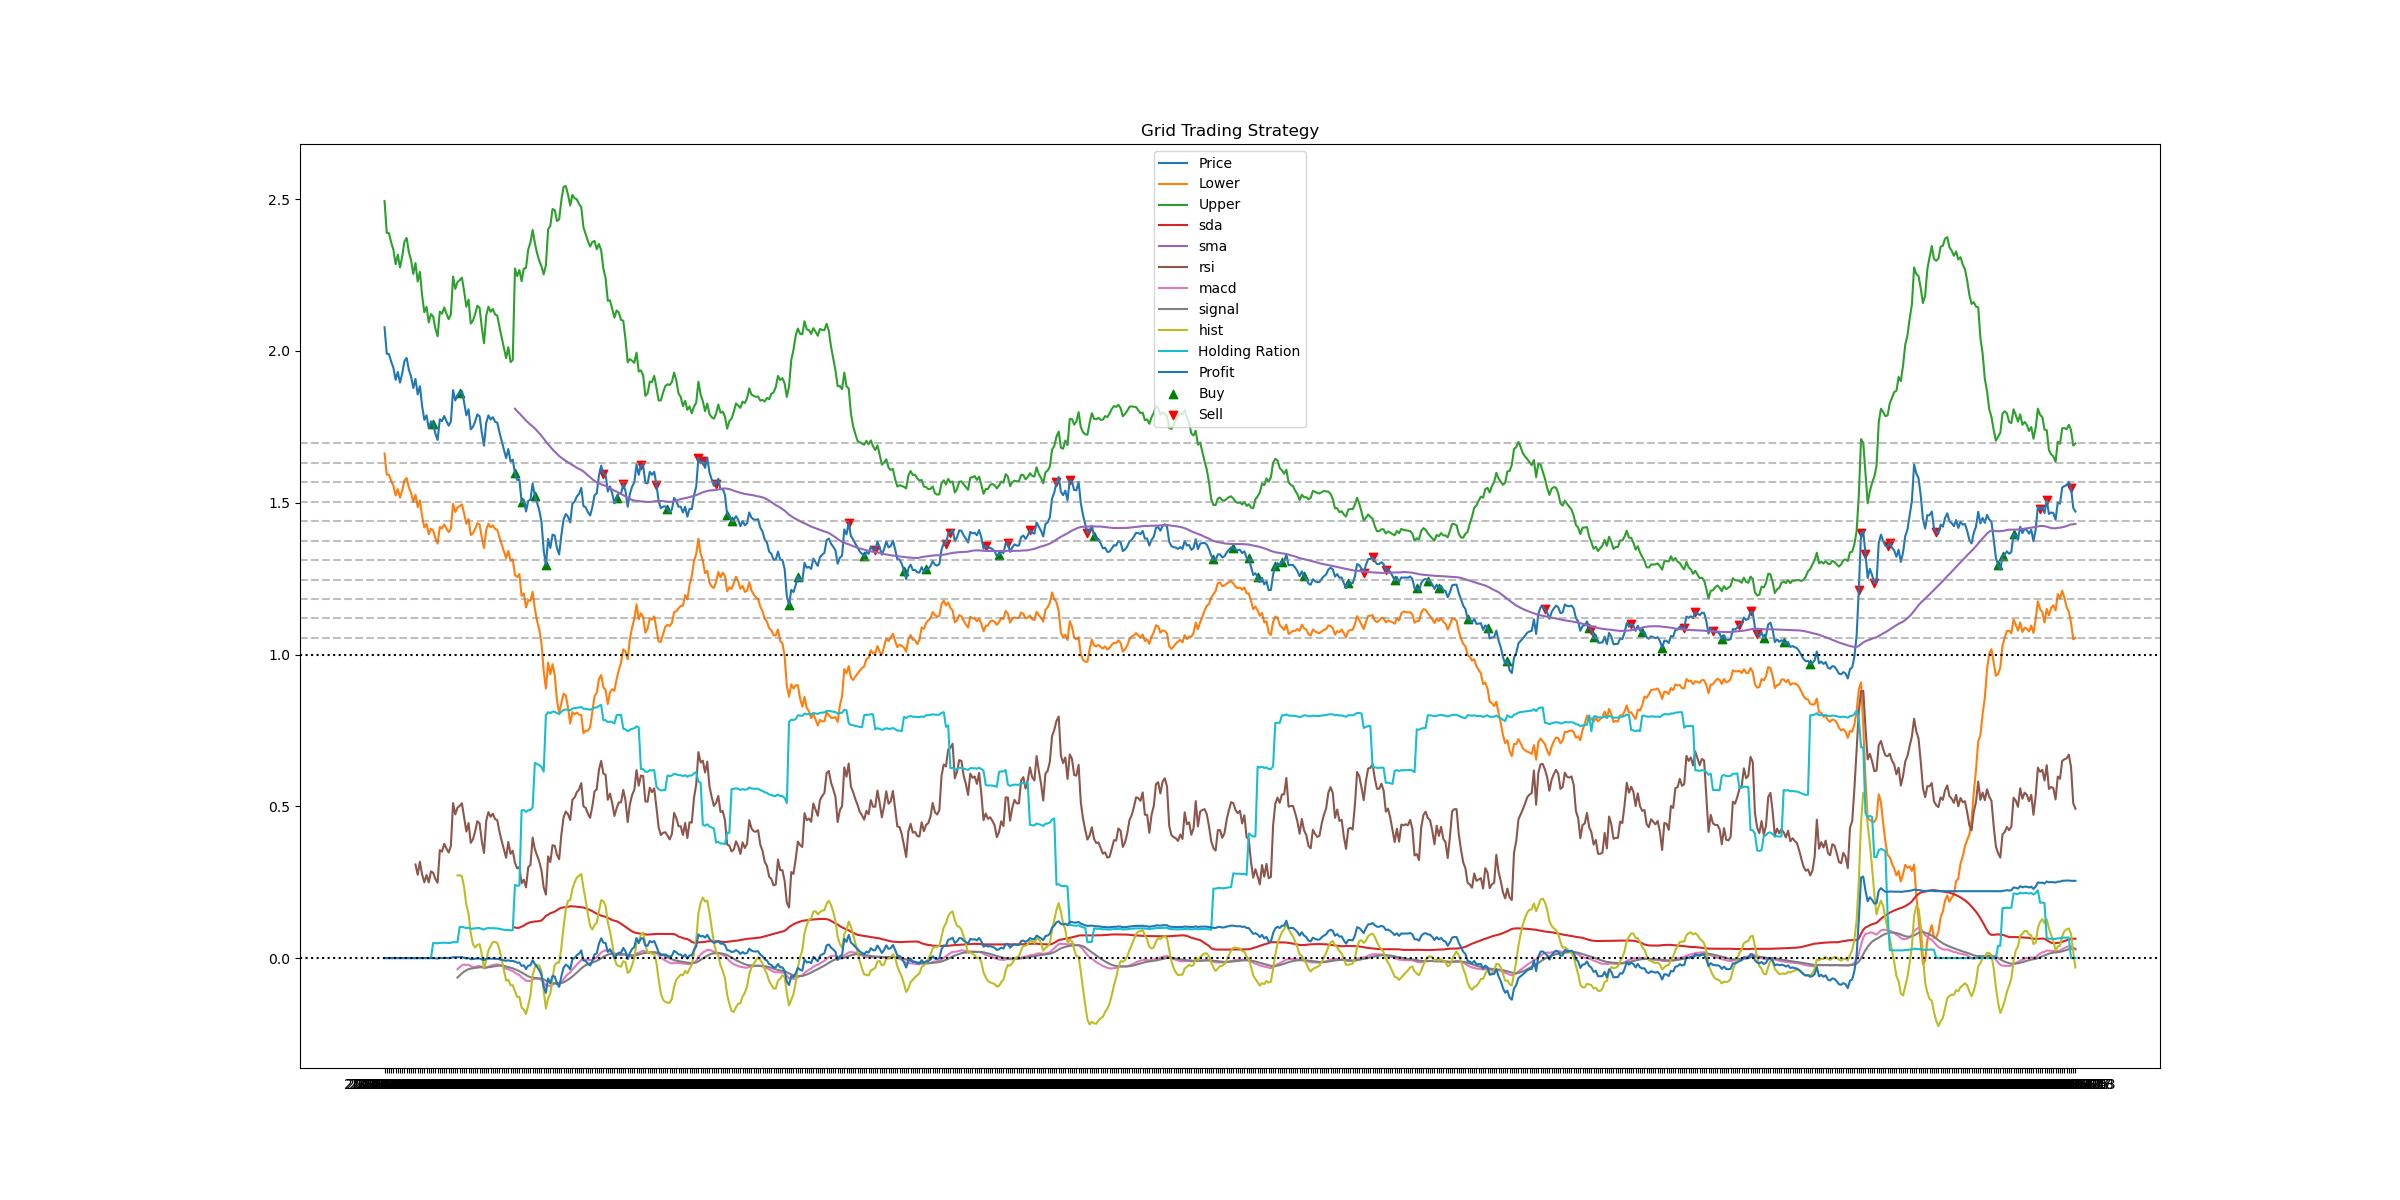 Grid Trading Strategy
Price
Lower
Upper
sda
sma
rsi
macd
signal
hist
Holding Ration
Profit
Buy
Sell
2.5
2.0
1.5
1.0
0.5
0.0